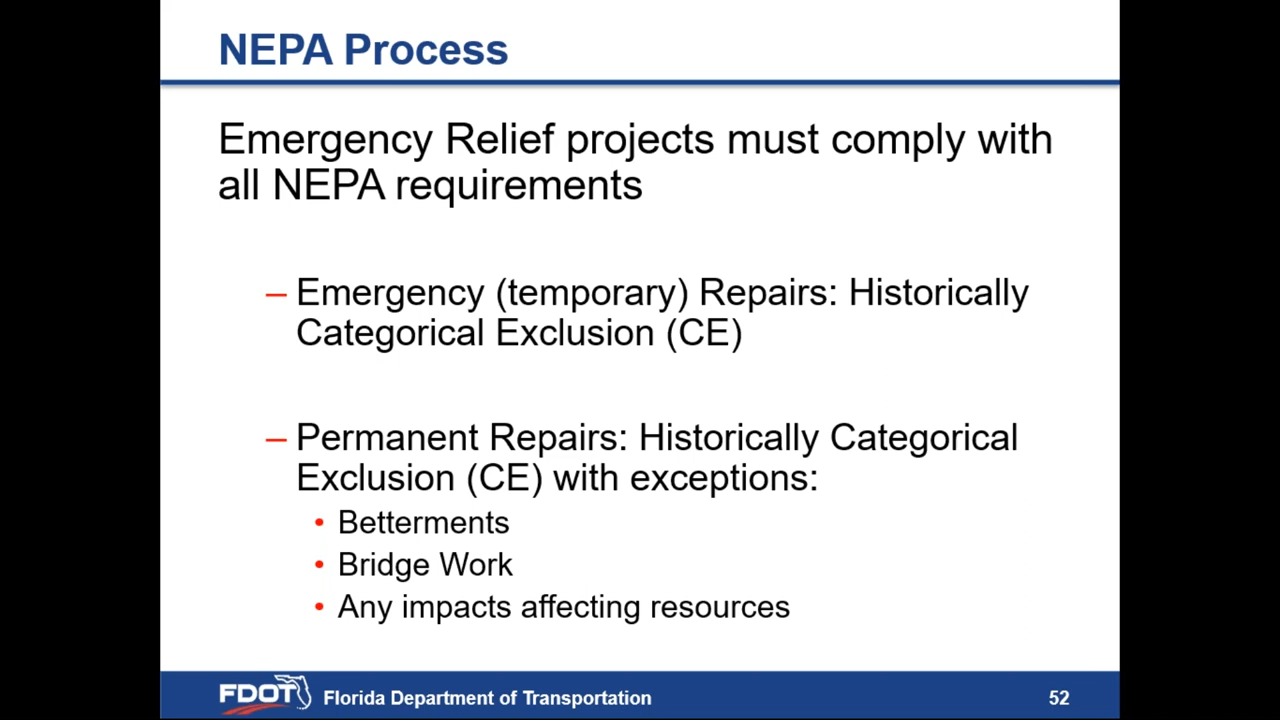 NEPA Process
Emergency Relief projects must comply with
all NEPA requirements
– Emergency (temporary) Repairs: Historically
Categorical Exclusion (CE)
– Permanent Repairs: Historically Categorical
Exclusion (CE) with exceptions:
• Betterments
• Bridge Work
• Any impacts affecting resources
FDOT Florida Department of Transportation 52